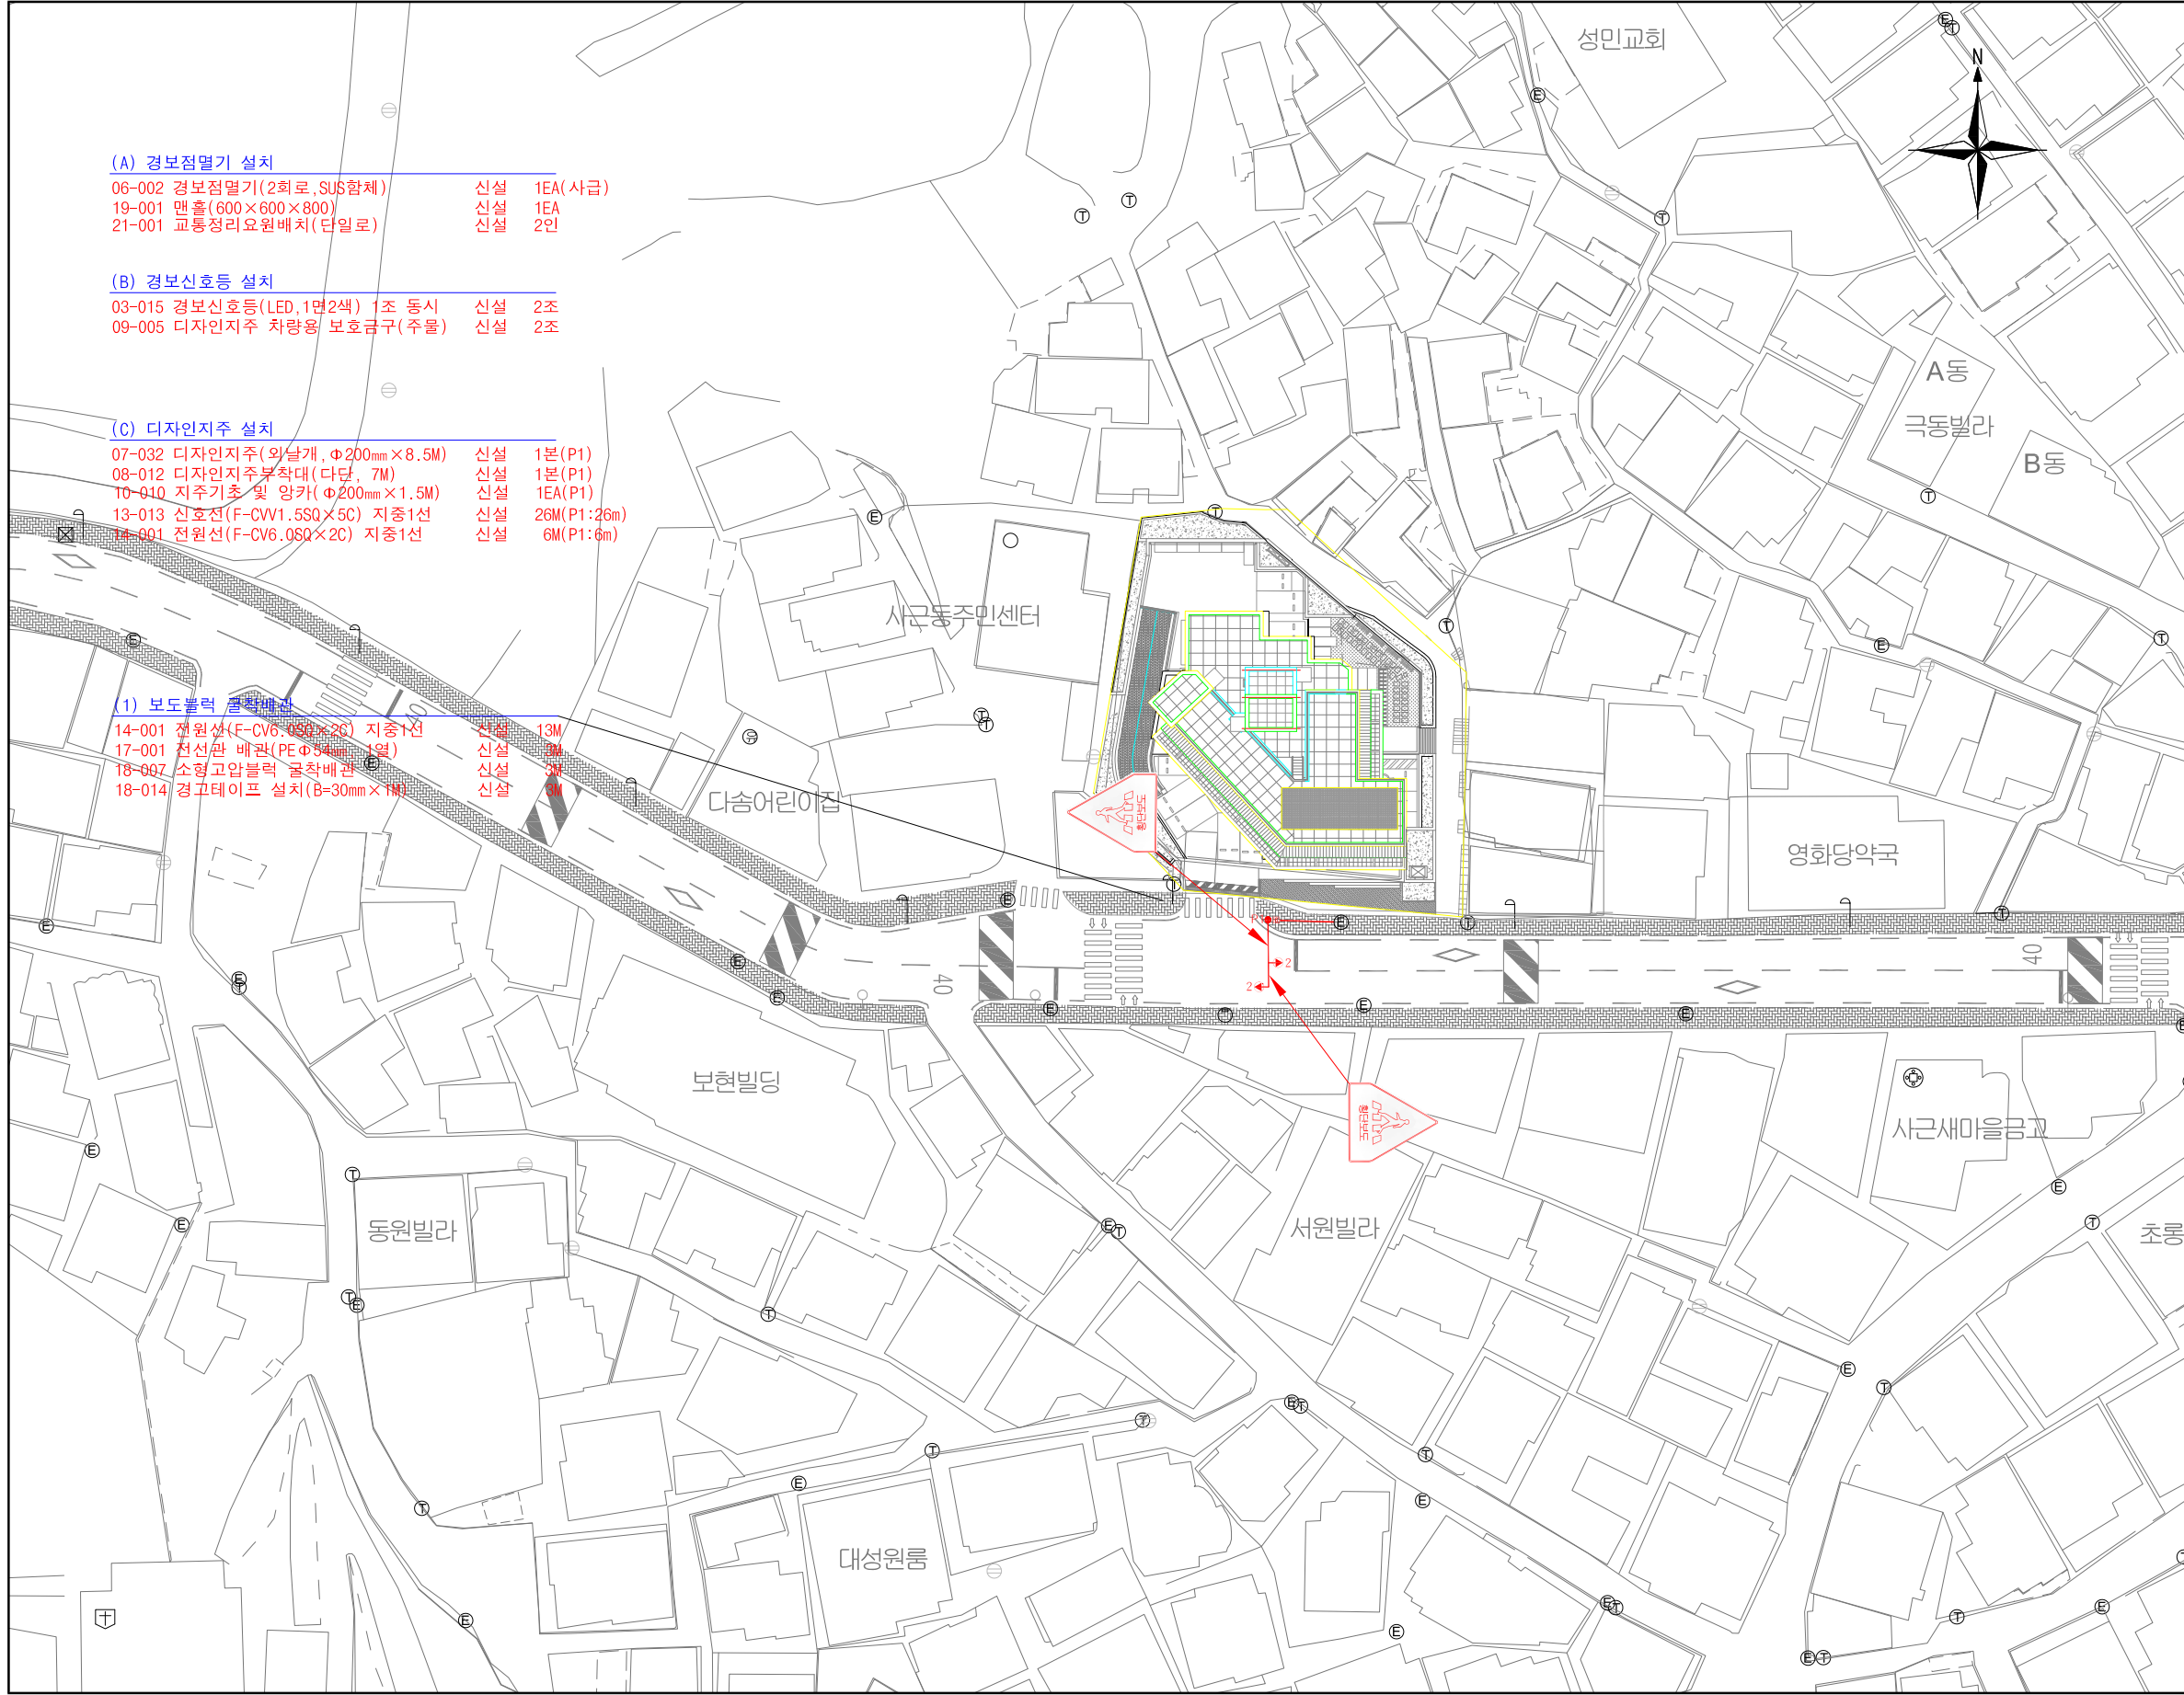 성민교회
N
(A) 경보점멸기 설치
06-002 경보점멸기(2회로,SUS함체) 신설 1EA(사급)
19-001 맨홀(600×600×800) 신설 1EA
21-001 교통정리요원배치(단일로) 신설 2인
(B) 경보신호등 설치
03-015 경보신호등(LED,1면2색) 1조 동시 신설 2조
09-005 디자인지주 차량용 보호금구(주물) 신설 2조
A동
극동빌라
B동
(C) 디자인지주 설치
07-032 디자인지주(외날개,Φ200mm×8.5M) 신설 1본(P1)
08-012 디자인지주부착대(다단, 7M) 신설 1본(P1)
10-010 지주기초 및 앙카(Φ200mm×1.5M) 신설 1EA(P1)
13-013 신호선(F-CVV1.5SQ×5C) 지중1선 신설 26M(P1:26m)
14-001 전원선(F-CV6.0SQ×2C) 지중1선 신설 6M(P1:6m)
사근동주민센터
(1) 보도블럭 굴착배관
14-001 전원선(F-CV6.0SQ×2C) 지중1선 신설 13M
17-001 전선관 배관(PEΦ54mm 1열) 신설 3M
18-007 소형고압블럭 굴착배관 신설 3M
18-014 경고테이프 설치(B=30mm×1M) 신설 3M
40
다송어린이집
횡단보도
영화당약국
40
40
2
2
보현빌딩
횡단보도
사근새마을금고
동원빌라
서원빌라
초롱
대성원룸